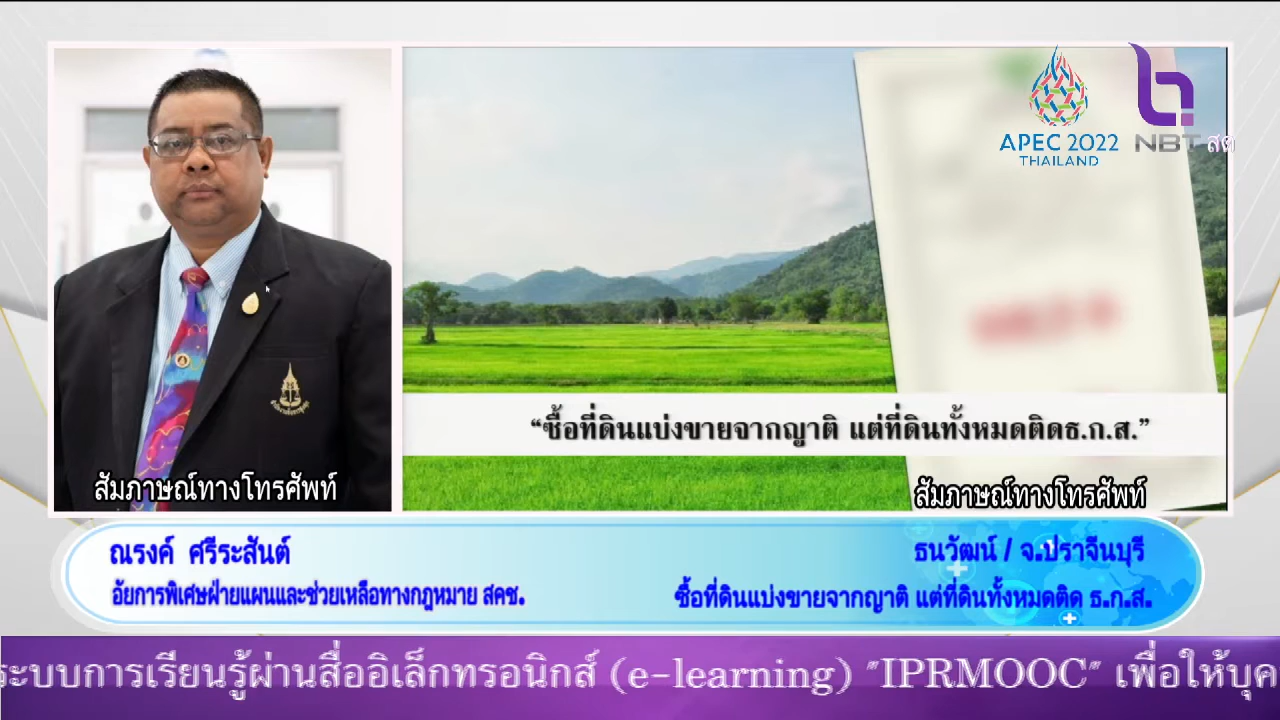 APEC 2022
THAILAND
NBT สด
“ซื้อที่ดินแบ่งขายจากญาติ แต่ที่ดินทั้งหมดติดธ.ก.ส.”
สัมภาษณ์ทางโทรศัพท์
สัมภาษณ์ทางโทรศัพท์
ณรงค์ ศรีระสันต์
อัยการพิเศษฝ่ายแผนและช่วยเหลือทางกฎหมาย สคช.
ธนวัฒน์ / จ.ปราจีนบุรี
ซื้อที่ดินแบ่งขายจากญาติ แต่ที่ดินทั้งหมดติด ธ.ก.ส.
ระบบการเรียนรู้ผ่านสื่ออิเล็กทรอนิกส์ (e-learning) "IPRMOOC" เพื่อให้บุค